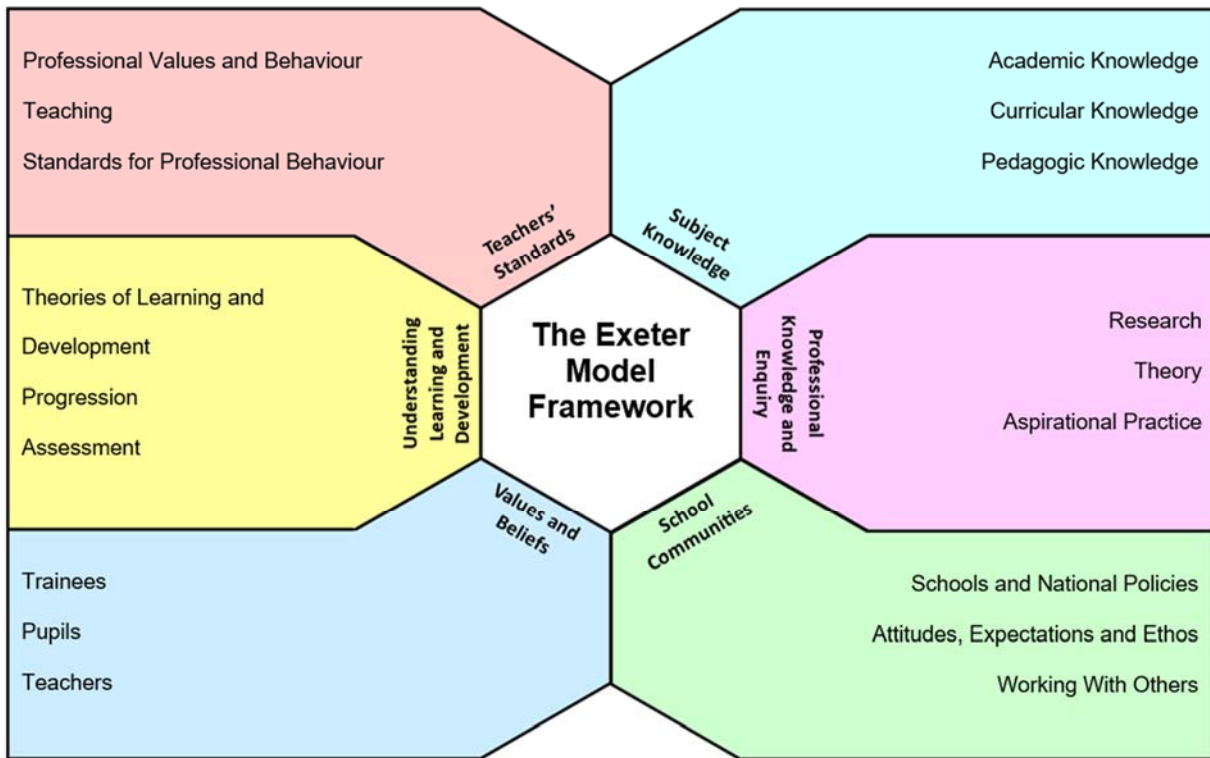 Professional Values and Behaviour
Teaching
Standards for Professional Behaviour
Teachers'
Standards
Academic Knowledge
Curricular Knowledge
Pedagogic Knowledge
Subject
Knowledge
Theories of Learning and
Development
Progression
Assessment
Understanding
Learning and
Development
The Exeter
Model
Framework
Professional
Knowledge and
Enquiry
Research
Theory
Aspirational Practice
Values and
Beliefs
Trainees
Pupils
Teachers
School
Communities
Schools and National Policies
Attitudes, Expectations and Ethos
Working With Others